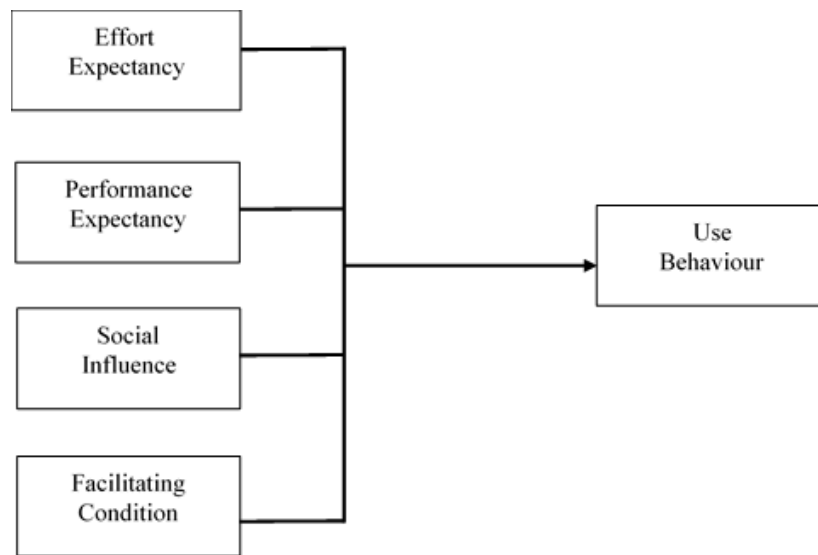 Effort
Expectancy
Performance
Expectancy
Social
Influence
Facilitating
Condition
Use
Behaviour